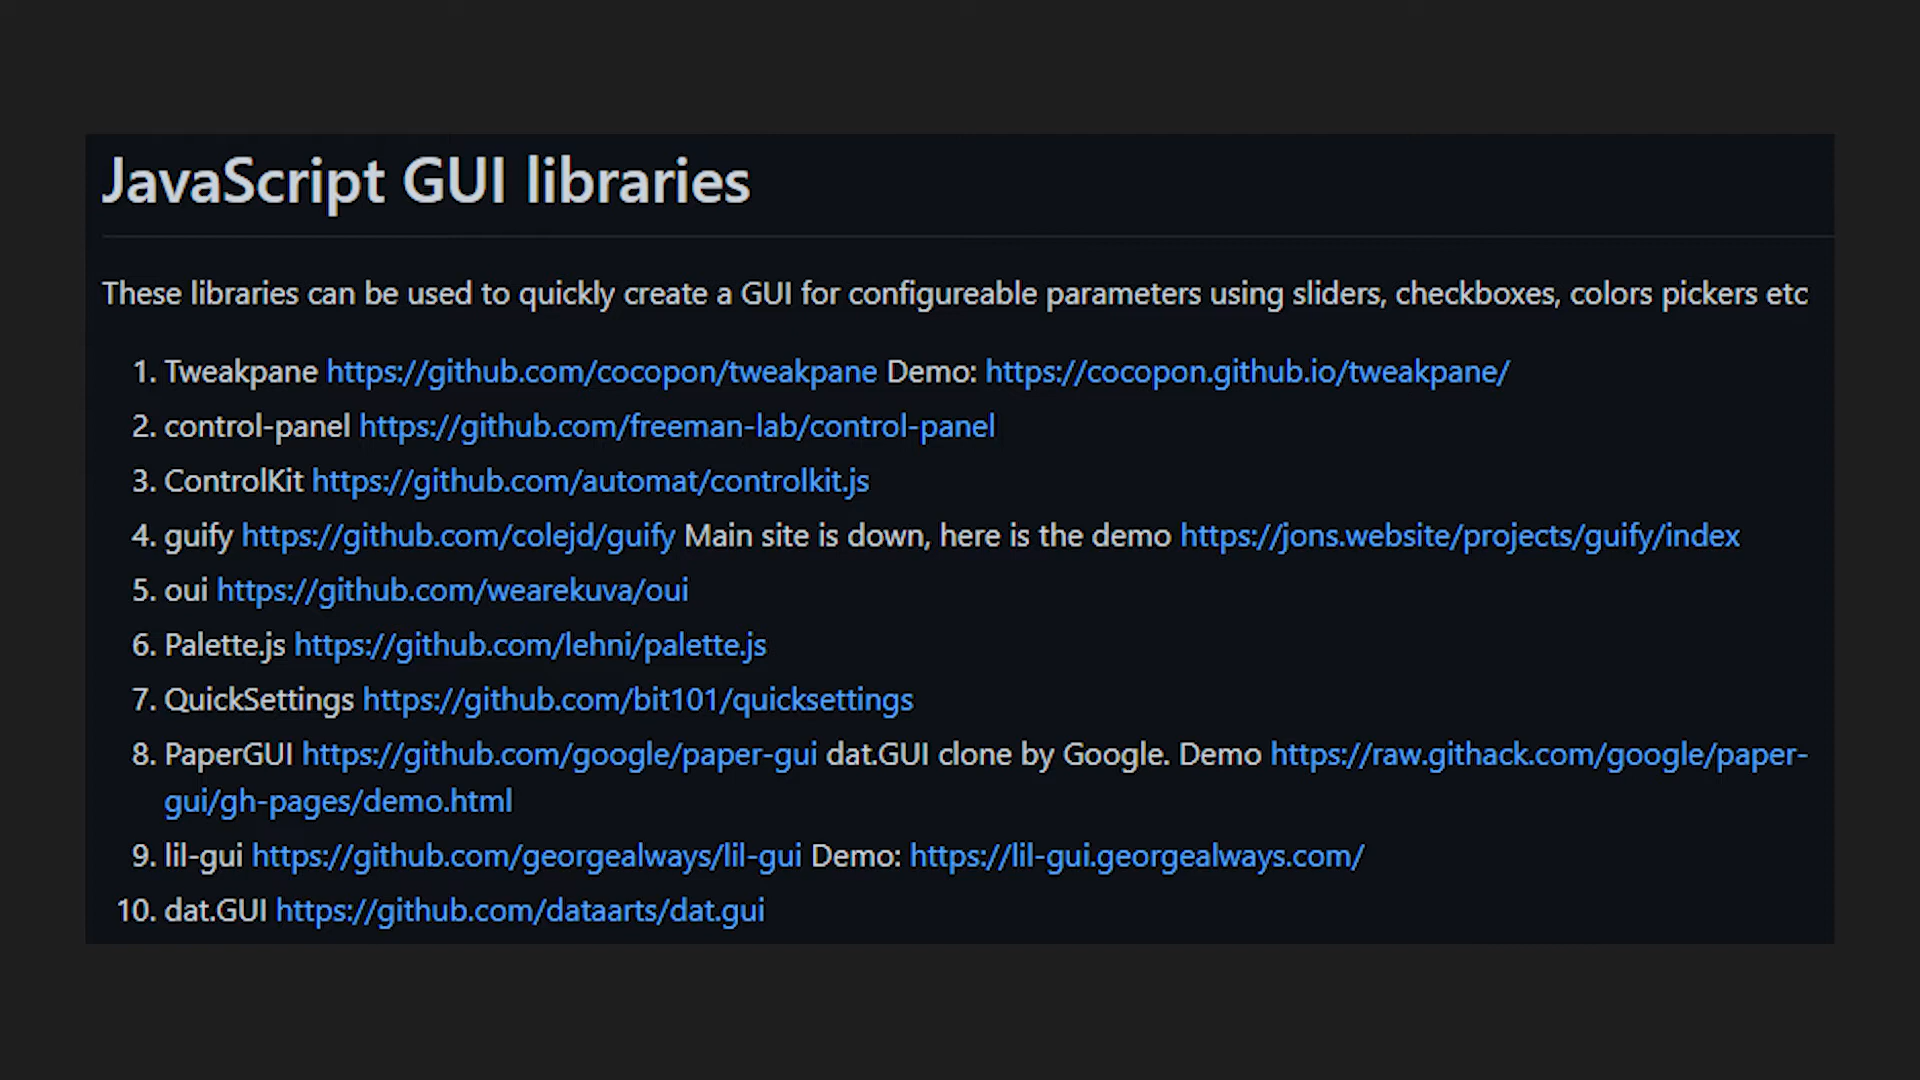 JavaScript GUI libraries
These libraries can be used to quickly create a GUI for configureable parameters using sliders, checkboxes, colors pickers etc
1. Tweakpane https://github.com/cocopon/tweakpane Demo: https://cocopon.github.io/tweakpane/
2. control-panel https://github.com/freeman-lab/control-panel
3. ControlKit https://github.com/automat/controlkit.js
4. guify https://github.com/colejd/guify Main site is down, here is the demo https://jons.website/projects/guify/index
5. oui https://github.com/wearekuva/oui
6. Palette.js https://github.com/lehni/palette.js
7. QuickSettings https://github.com/bit101/quicksettings
8. PaperGUI https://github.com/google/paper-gui dat.GUI clone by Google. Demo https://raw.githack.com/google/paper-
gui/gh-pages/demo.html
9. lil-gui https://github.com/georgealways/lil-gui Demo: https://lil-gui.georgealways.com/
10. dat.GUI https://github.com/dataarts/dat.gui